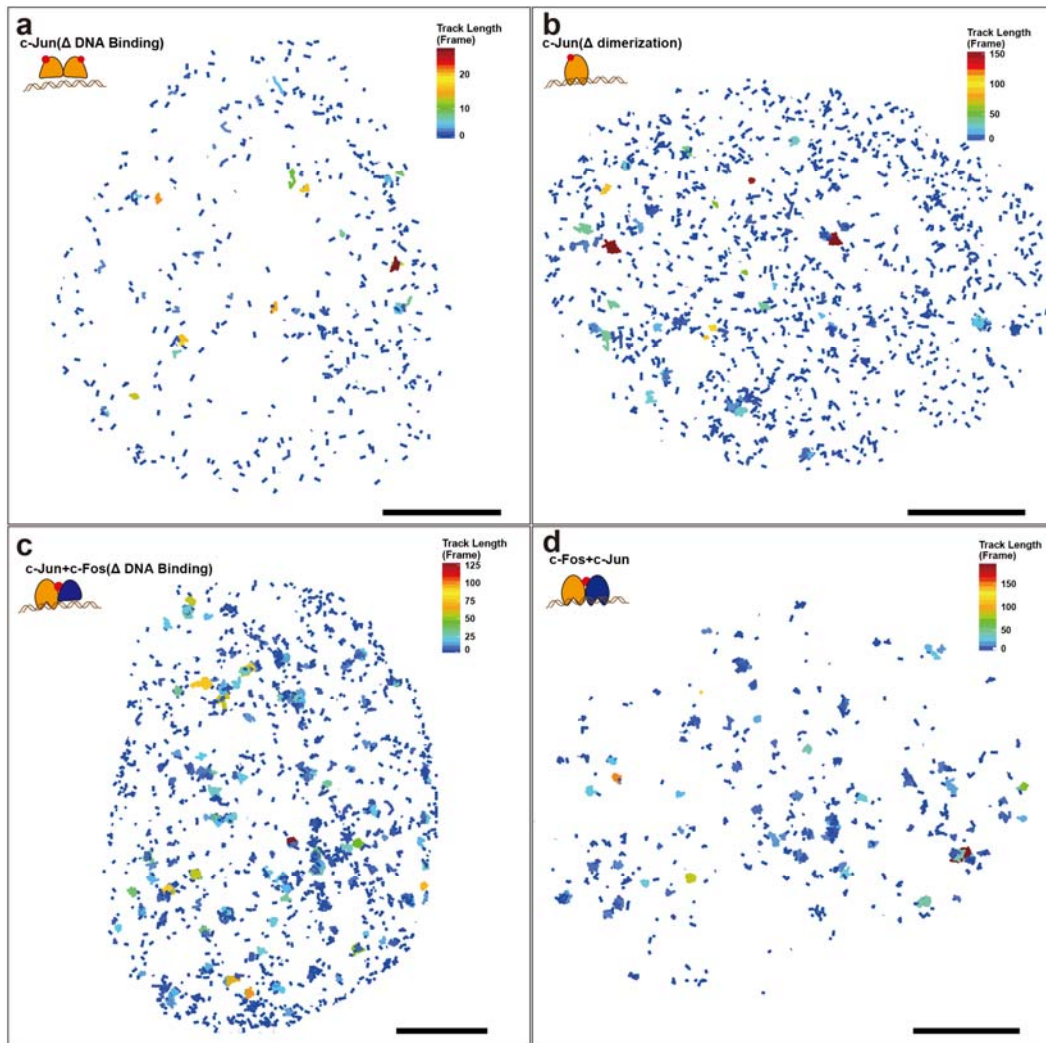 a
c-Jun(Δ DNA Binding)
Track Length
(Frame)
20
10
0
b
c-Jun(Δ dimerization)
Track Length
(Frame)
150
100
50
0
c
c-Jun+c-Fos(Δ DNA Binding)
Track Length
(Frame)
125
100
75
50
25
0
d
c-Fos+c-Jun
Track Length
(Frame)
150
100
50
0